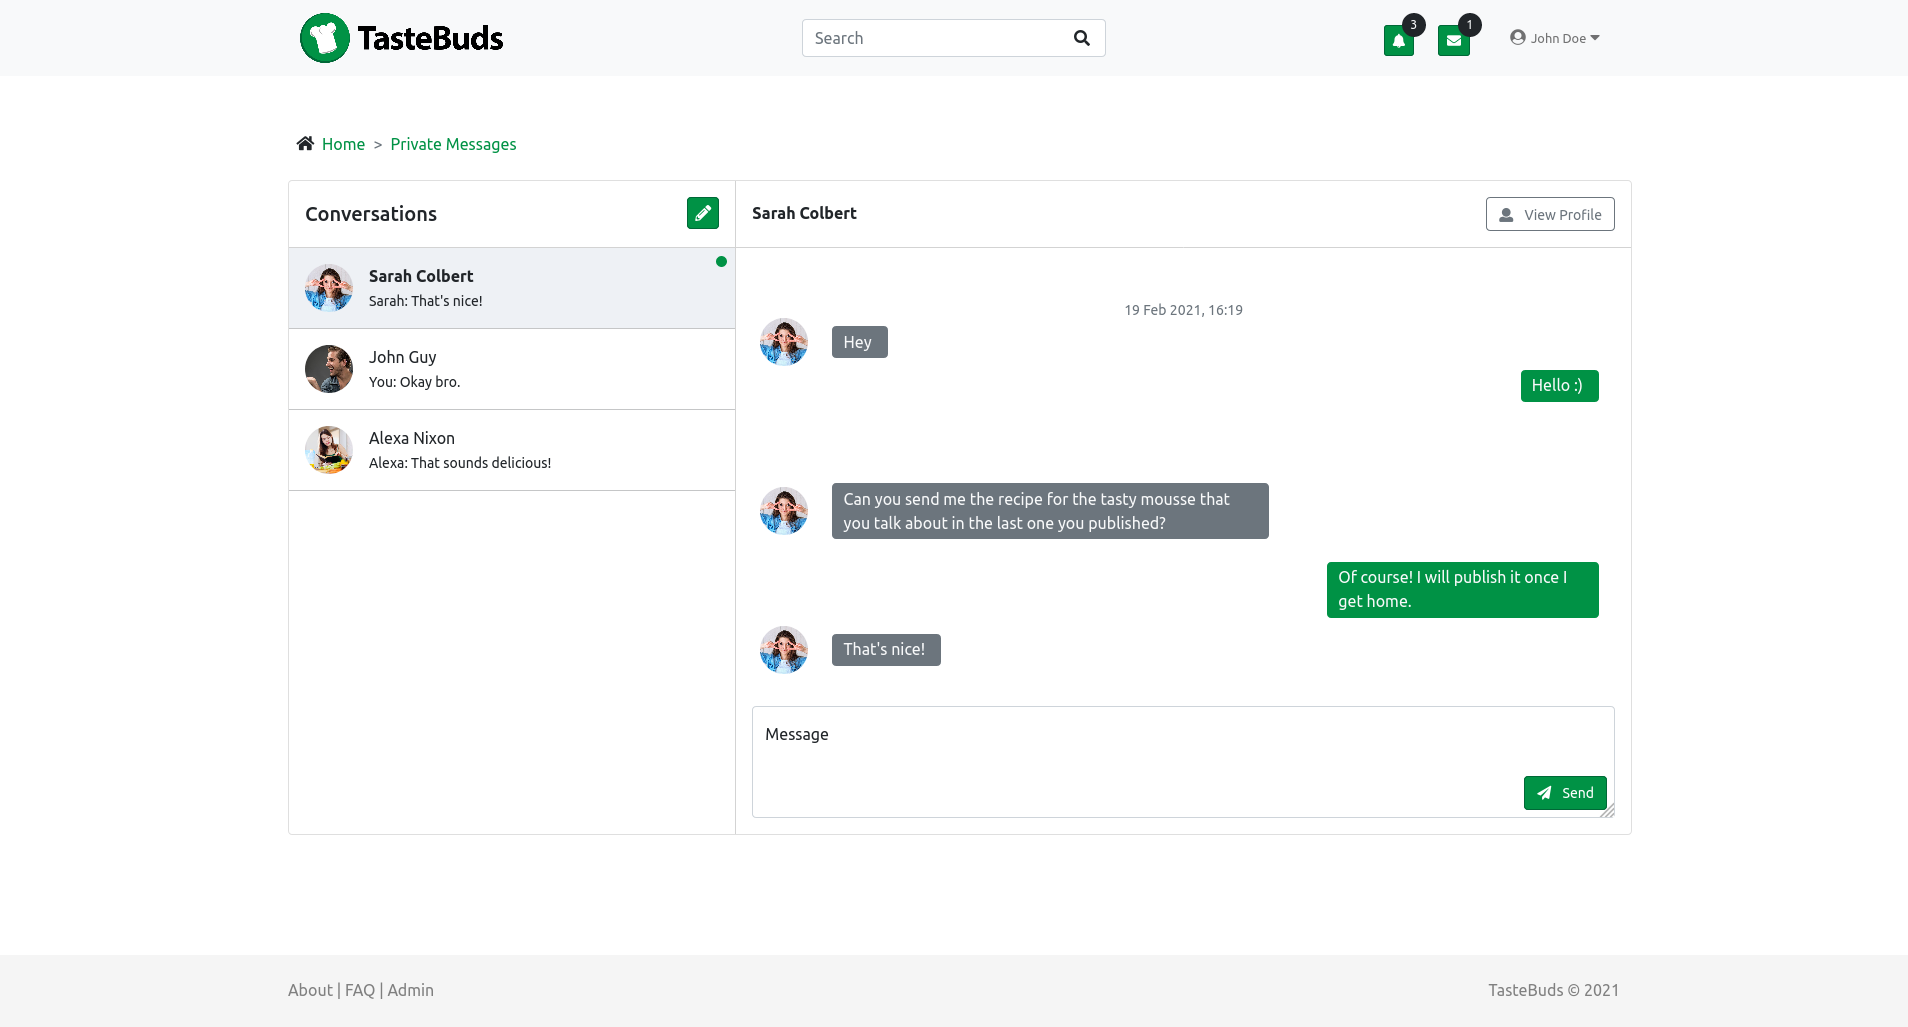 TasteBuds
Search
3
1
John Doe
Home > Private Messages
Conversations
Sarah Colbert
Sarah: That's nice!
John Guy
You: Okay bro.
Alexa Nixon
Alexa: That sounds delicious!
Sarah Colbert
View Profile
19 Feb 2021, 16:19
Hey
Hello :)
Can you send me the recipe for the tasty mousse that
you talk about in the last one you published?
Of course! I will publish it once I
get home.
That's nice!
Message
Send
About | FAQ | Admin
TasteBuds © 2021